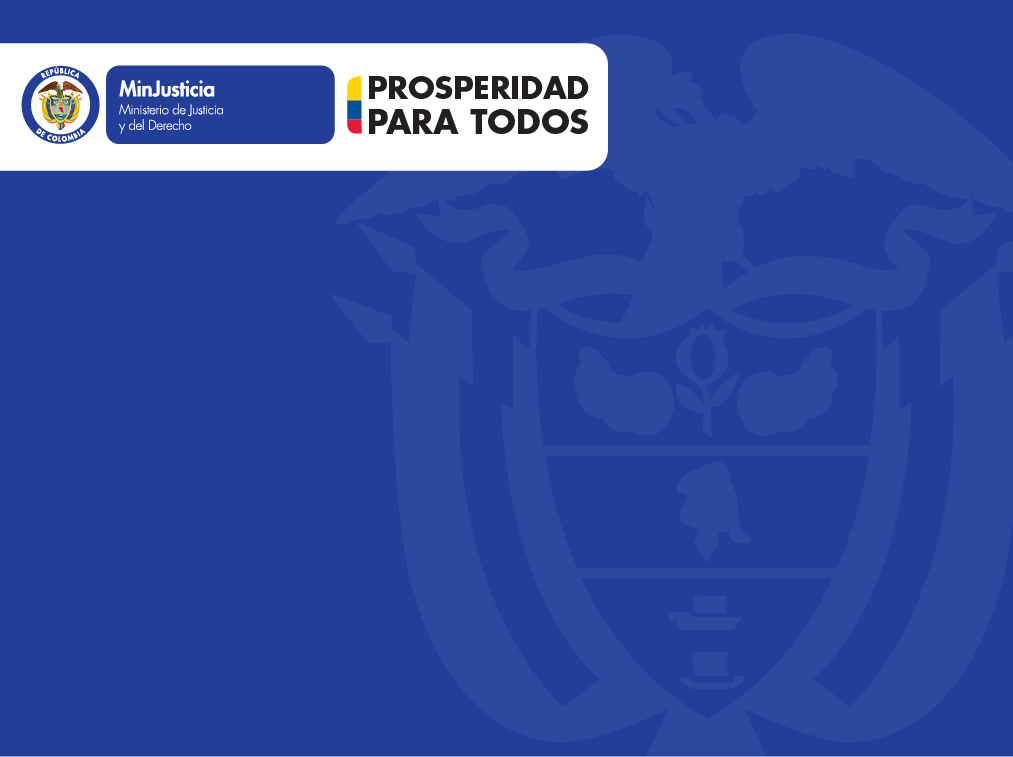 REPÚBLICA
DE COLOMBIA
MinJusticia
Ministerio de Justicia
y del Derecho
PROSPERIDAD
PARA TODOS